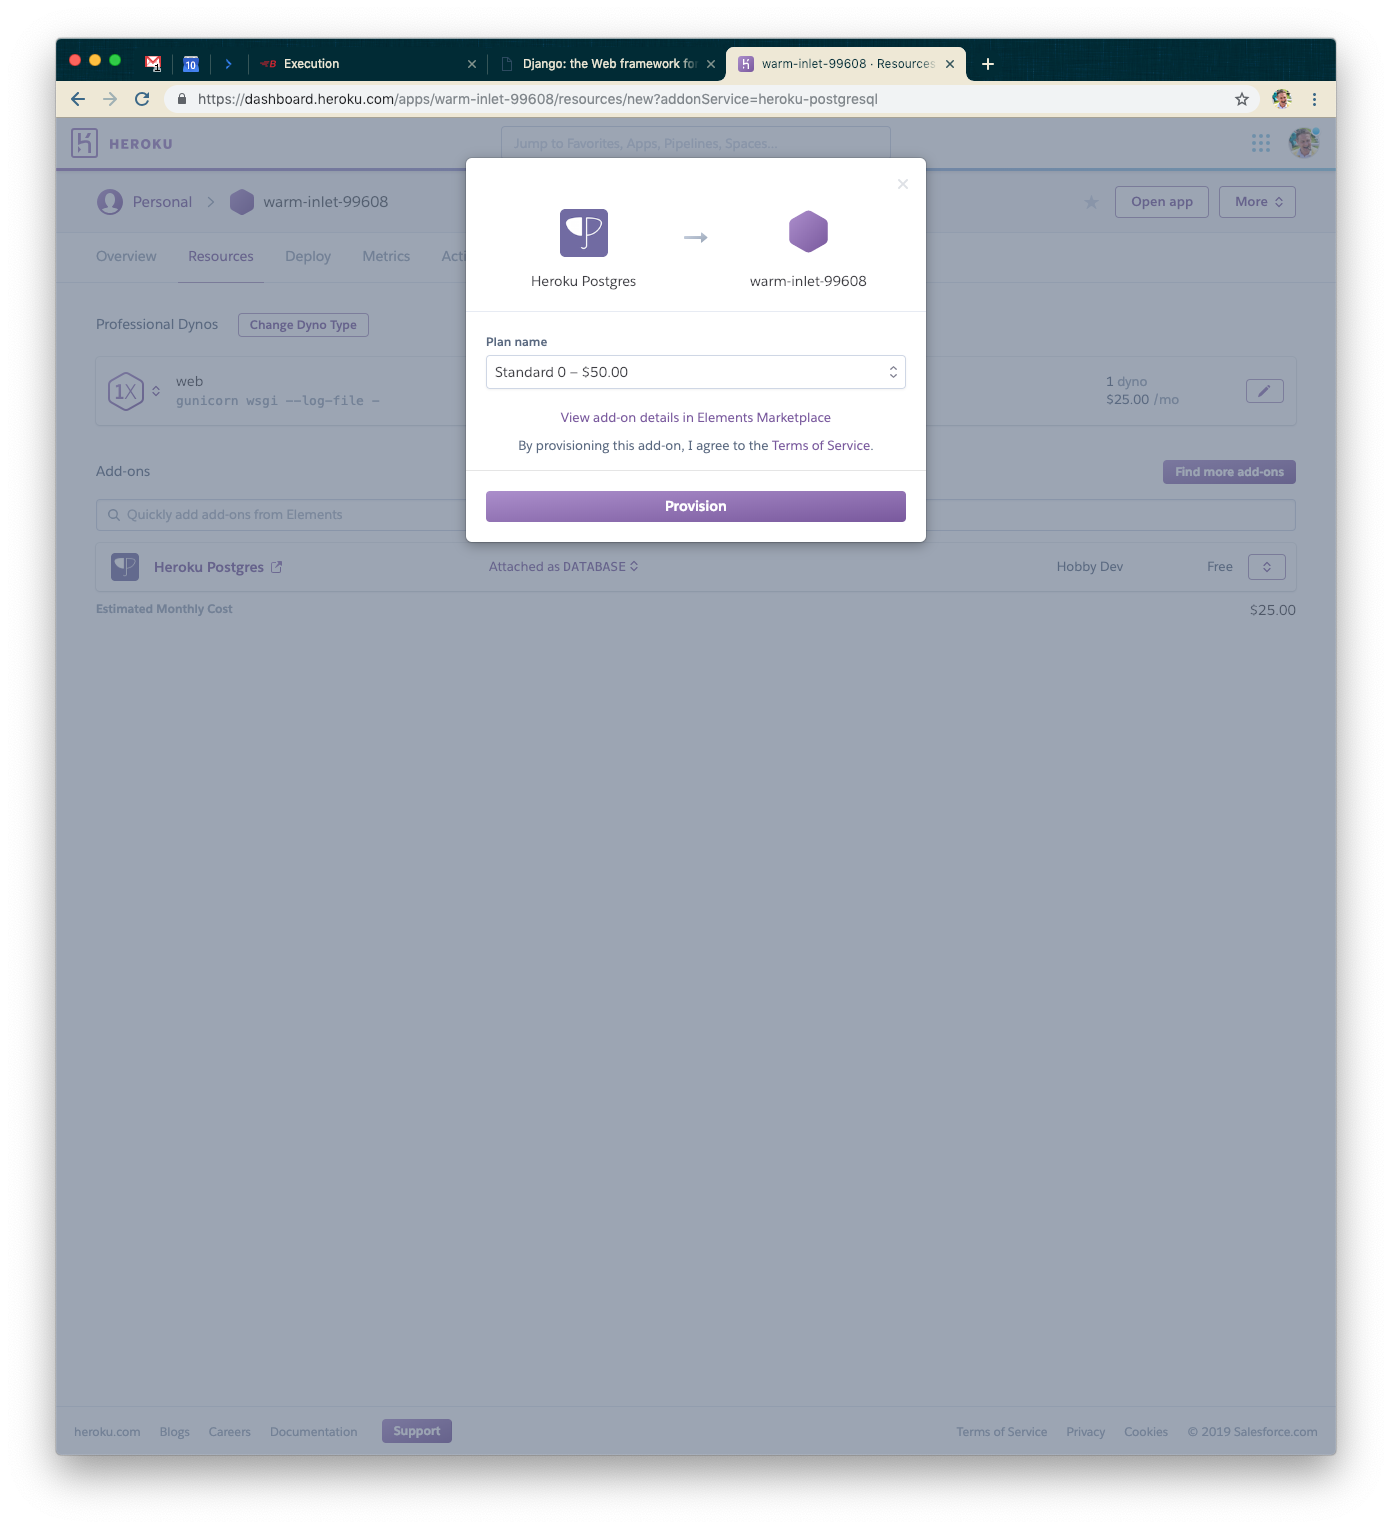 1
10
Execution
Django: the Web framework for
warm-inlet-99608 · Resources
https://dashboard.heroku.com/apps/warm-inlet-99608/resources/new?addonService=heroku-postgresql
HEROKU
Jump to Favorites, Apps, Pipelines, Spaces...
Personal > warm-inlet-99608
Open app
More
Overview Resources Deploy Metrics Acti
Heroku Postgres
warm-inlet-99608
Professional Dynos
Change Dyno Type
Plan name
Standard 0 – $50.00
View add-on details in Elements Marketplace
By provisioning this add-on, I agree to the Terms of Service.
Provision
1X
web
gunicorn wsgi --log-file -
1 dyno
$25.00 /mo
Add-ons
Find more add-ons
Quickly add add-ons from Elements
Heroku Postgres Attached as DATABASE Hobby Dev Free
Estimated Monthly Cost $25.00
heroku.com Blogs Careers Documentation Support Terms of Service Privacy Cookies © 2019 Salesforce.com